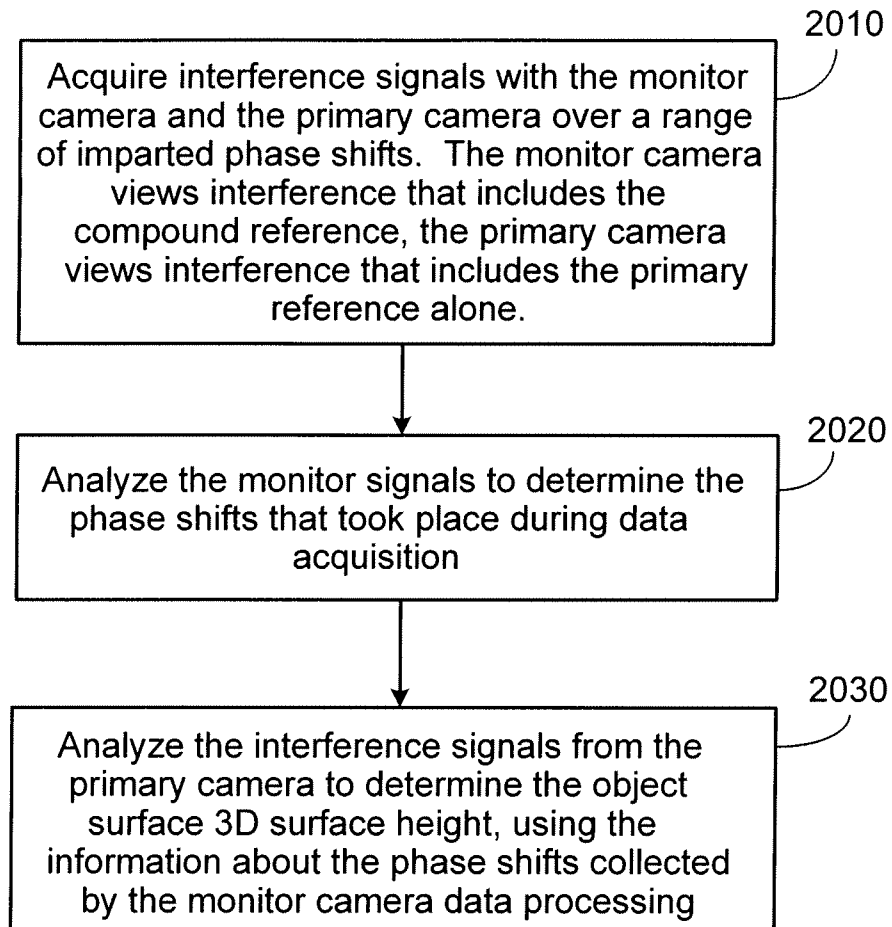 2010
Acquire interference signals with the monitor
camera and the primary camera over a range
of imparted phase shifts.  The monitor camera
views interference that includes the
compound reference, the primary camera
views interference that includes the primary
reference alone.
2020
Analyze the monitor signals to determine the
phase shifts that took place during data
acquisition
2030
Analyze the interference signals from the
primary camera to determine the object
surface 3D surface height, using the
information about the phase shifts collected
by the monitor camera data processing